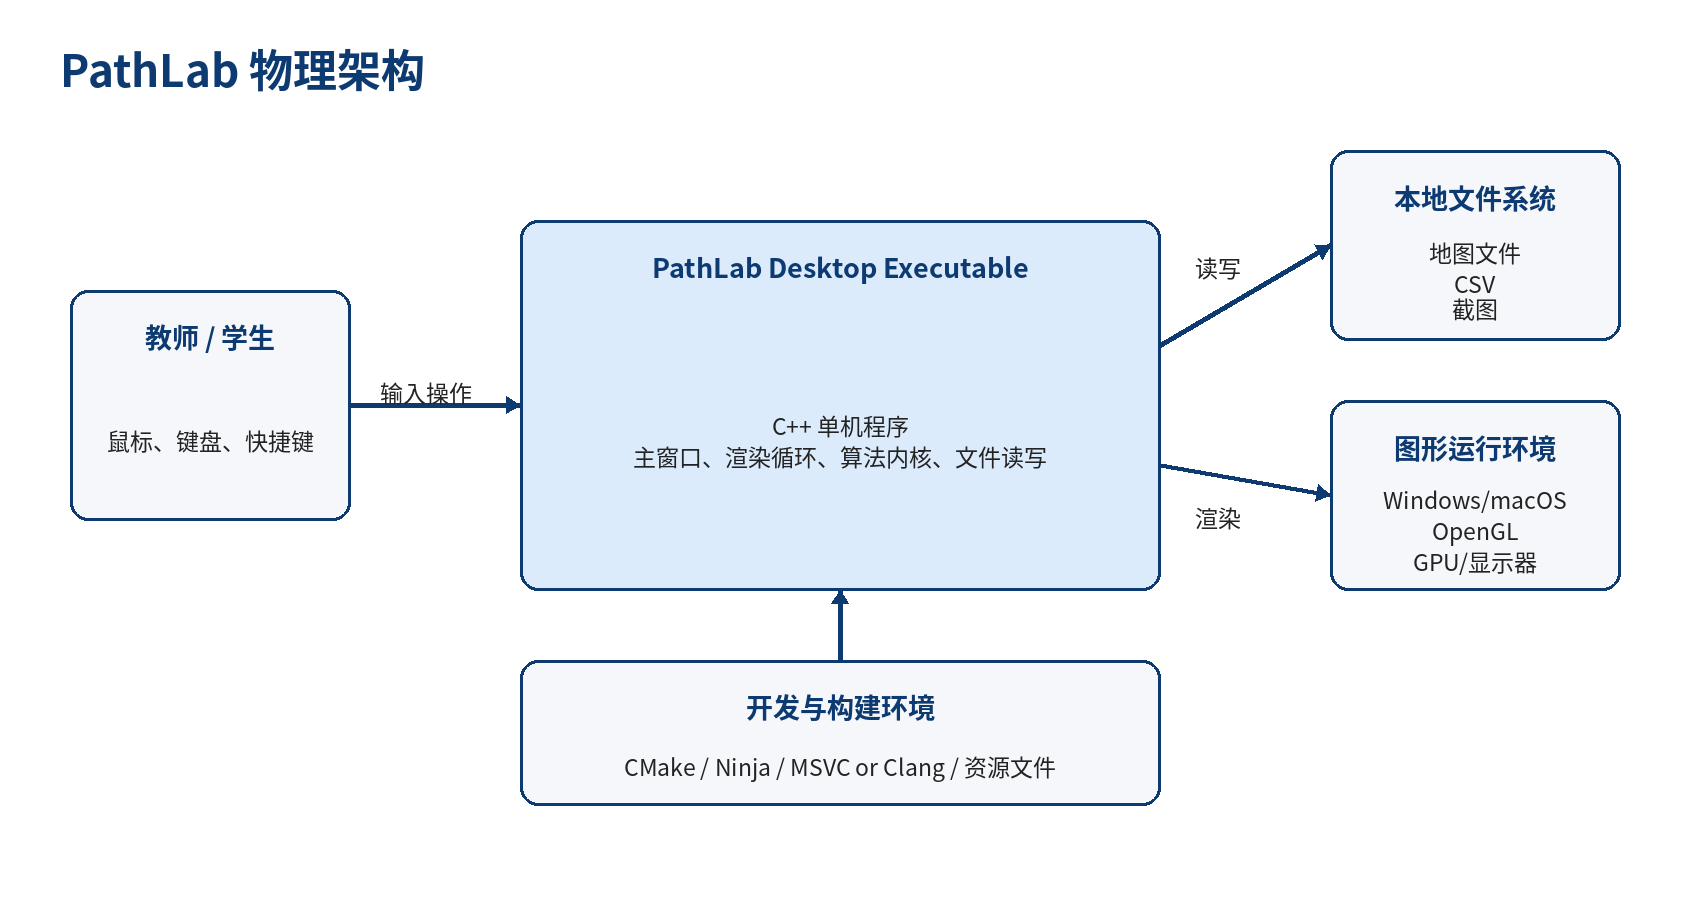 PathLab 物理架构
教师 / 学生
鼠标、键盘、快捷键
输入操作
PathLab Desktop Executable
C++ 单机程序
主窗口、渲染循环、算法内核、文件读写
读写
本地文件系统
地图文件
CSV
截图
渲染
图形运行环境
Windows/macOS
OpenGL
GPU/显示器
开发与构建环境
CMake / Ninja / MSVC or Clang / 资源文件